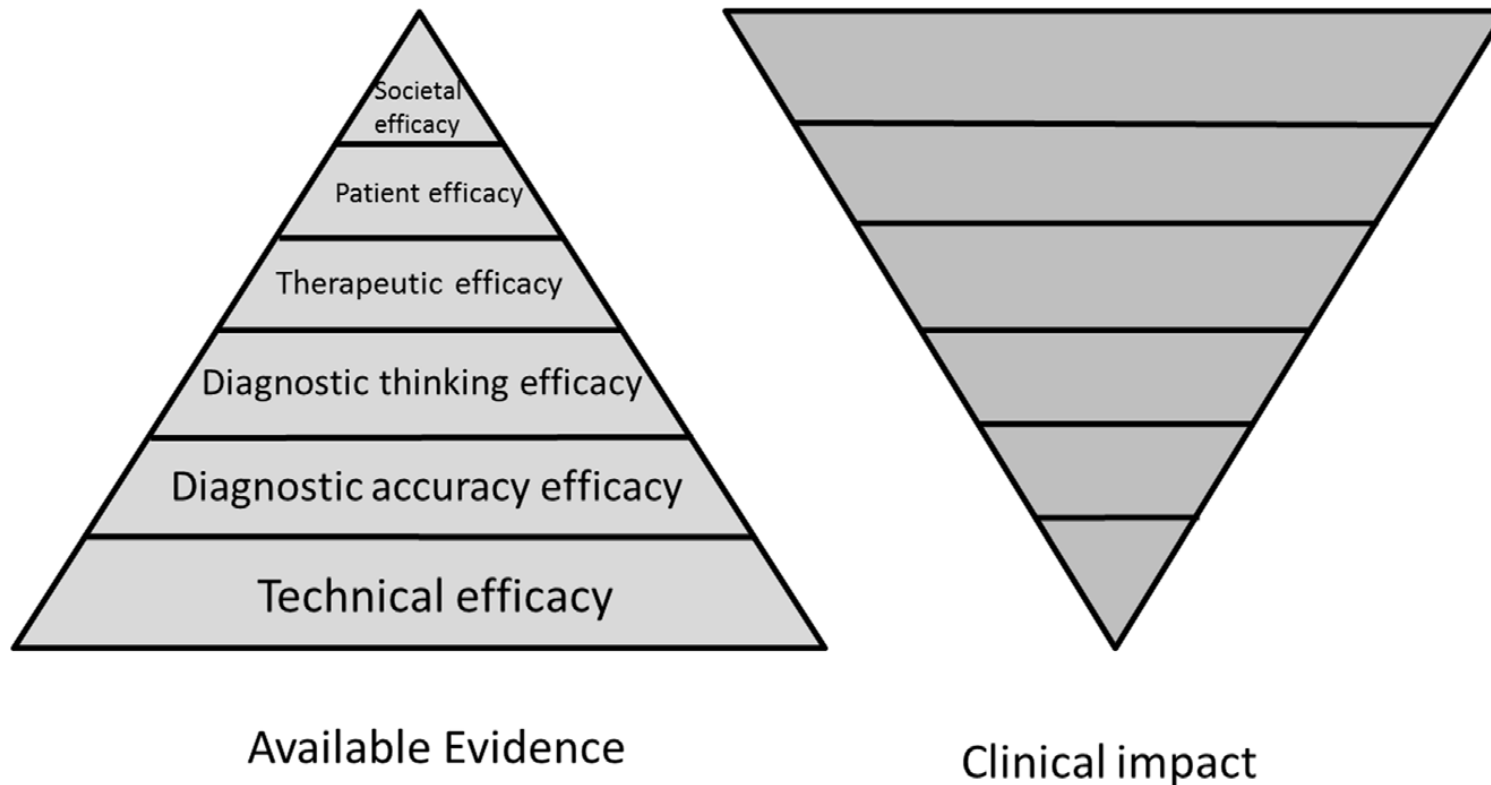 Societal
efficacy
Patient efficacy
Therapeutic efficacy
Diagnostic thinking efficacy
Diagnostic accuracy efficacy
Technical efficacy
Available Evidence
Clinical impact